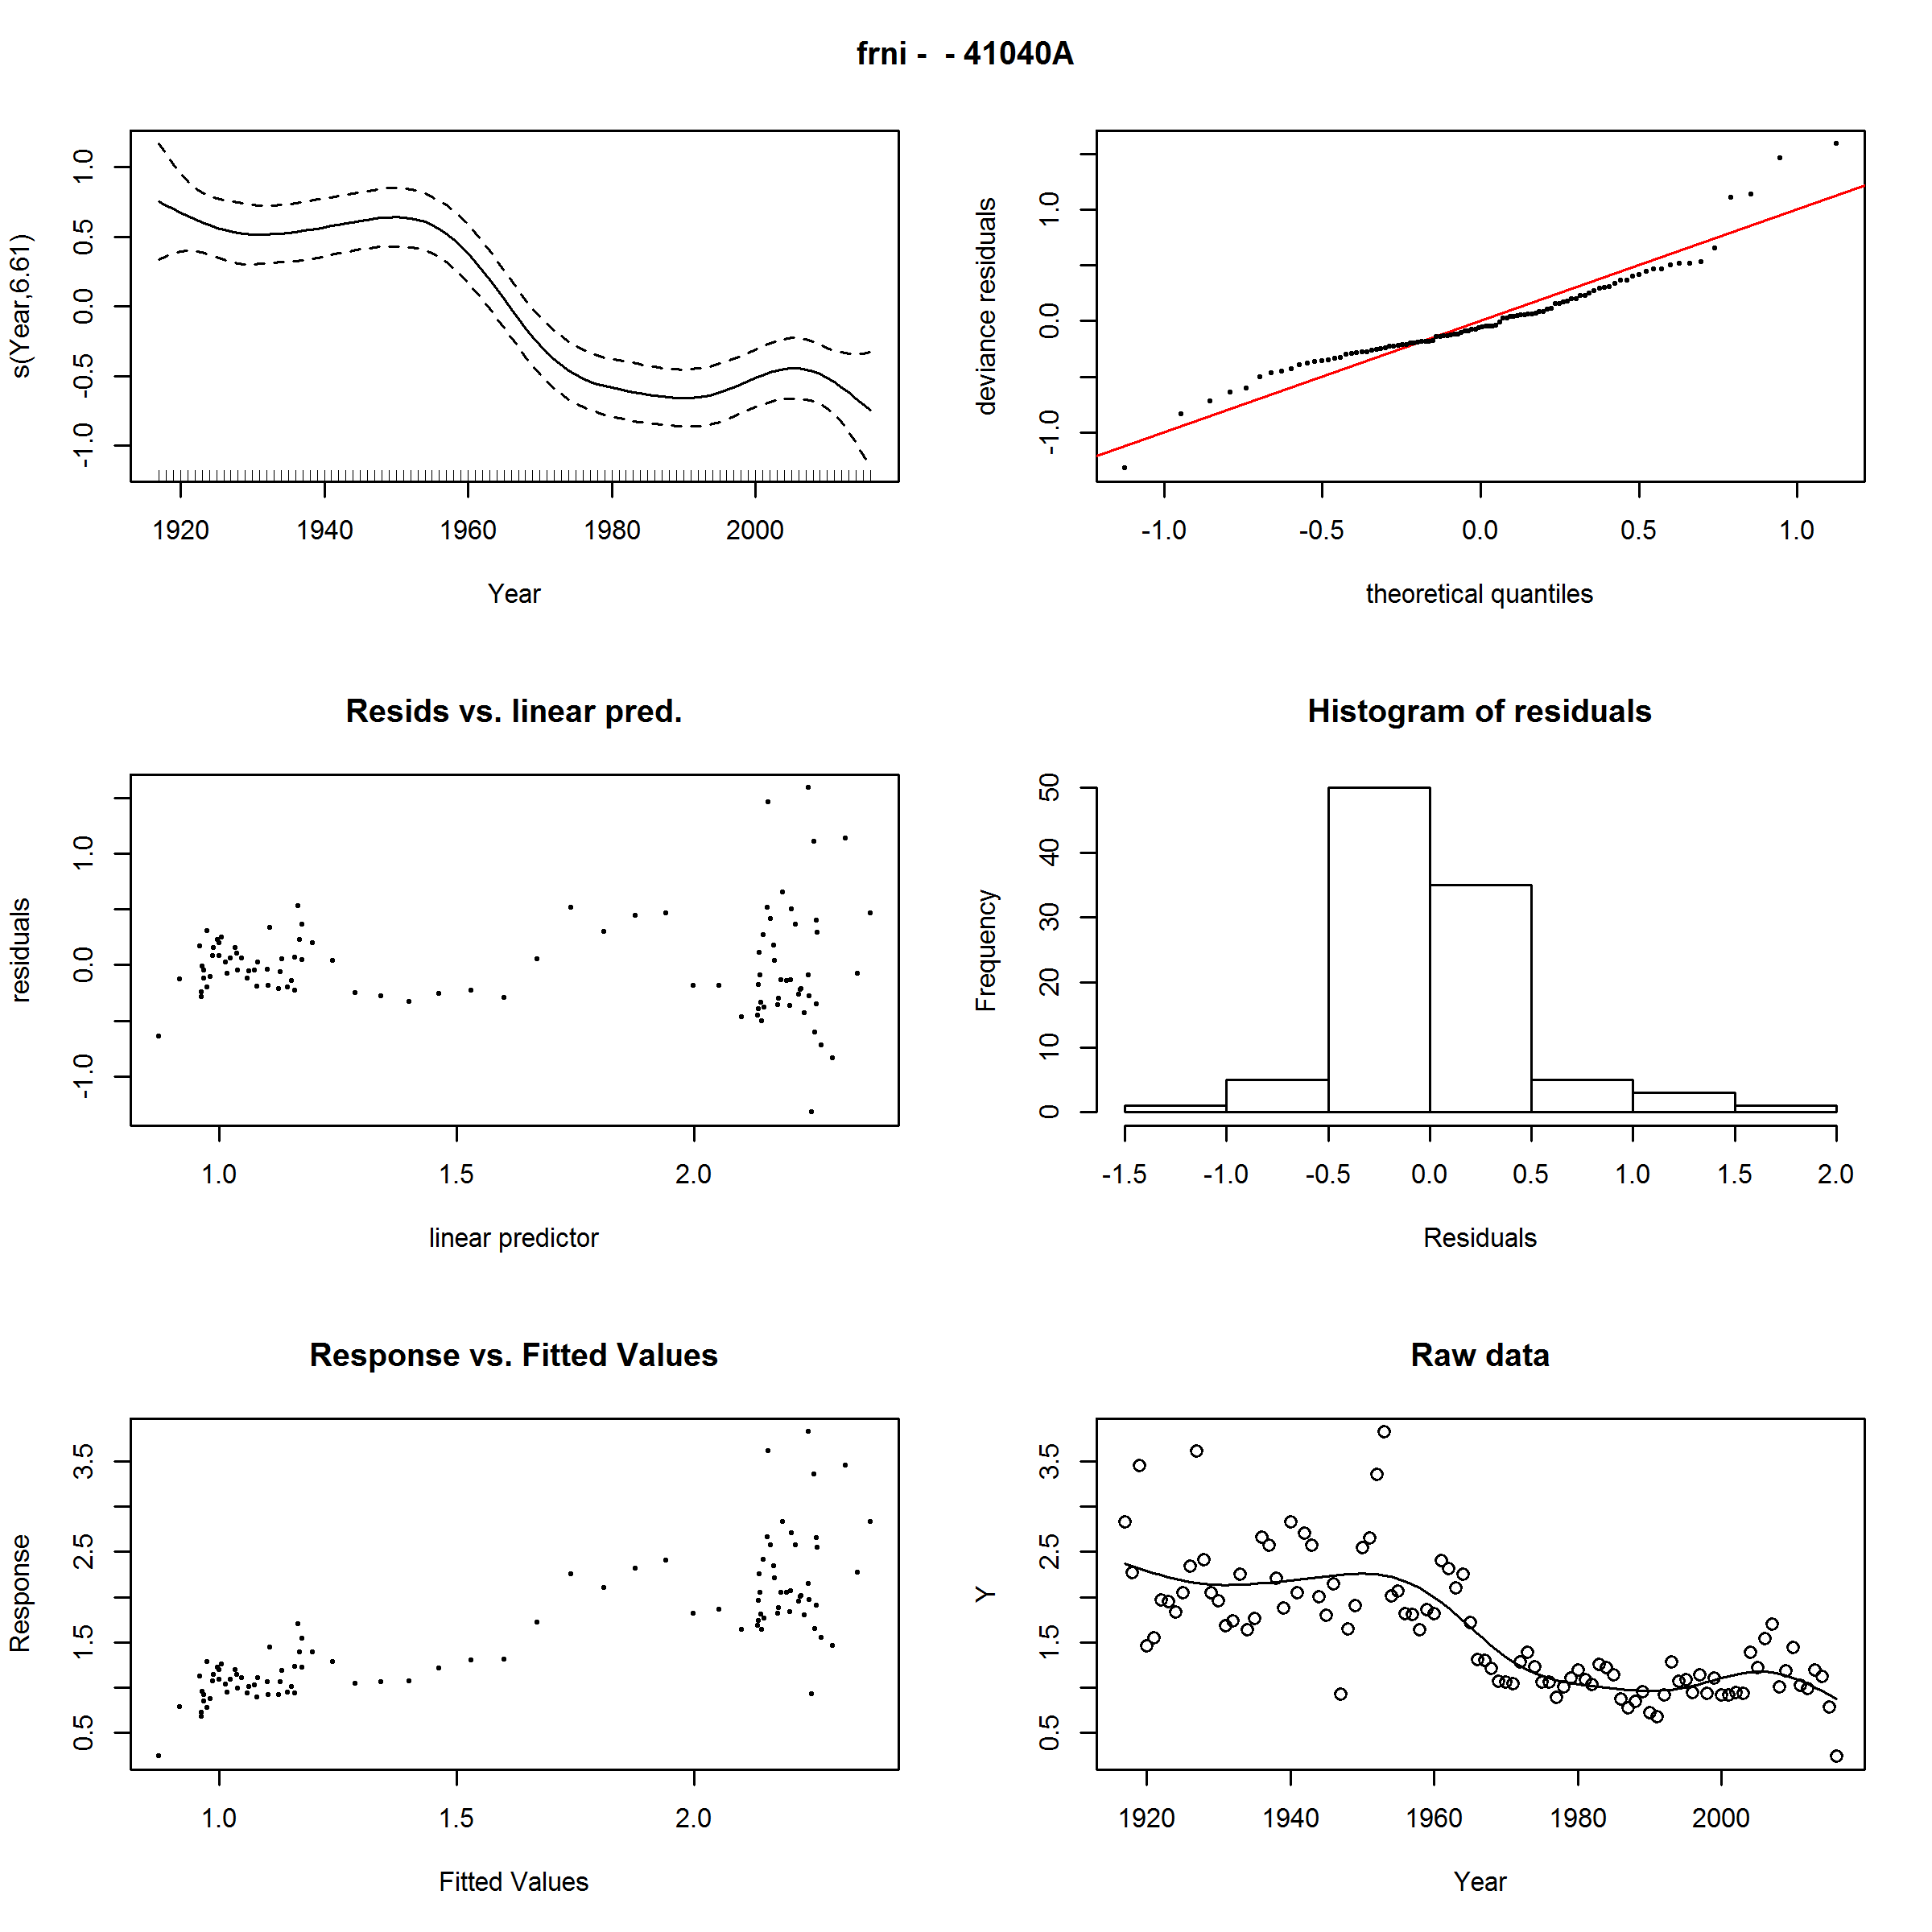 frni -  - 41040A
s(Year,6.61)
1.0
0.5
0.0
-0.5
-1.0
1920 1940 1960 1980 2000
Year
deviance residuals
1.0
0.0
-1.0
-1.0 -0.5 0.0 0.5 1.0
theoretical quantiles
Resids vs. linear pred.
residuals
1.0
0.0
-1.0
1.0 1.5 2.0
linear predictor
Histogram of residuals
Frequency
50
40
30
20
10
0
-1.5 -1.0 -0.5 0.0 0.5 1.0 1.5 2.0
Residuals
Response vs. Fitted Values
Response
3.5
2.5
1.5
0.5
1.0 1.5 2.0
Fitted Values
Raw data
Y
3.5
2.5
1.5
0.5
1920 1940 1960 1980 2000
Year